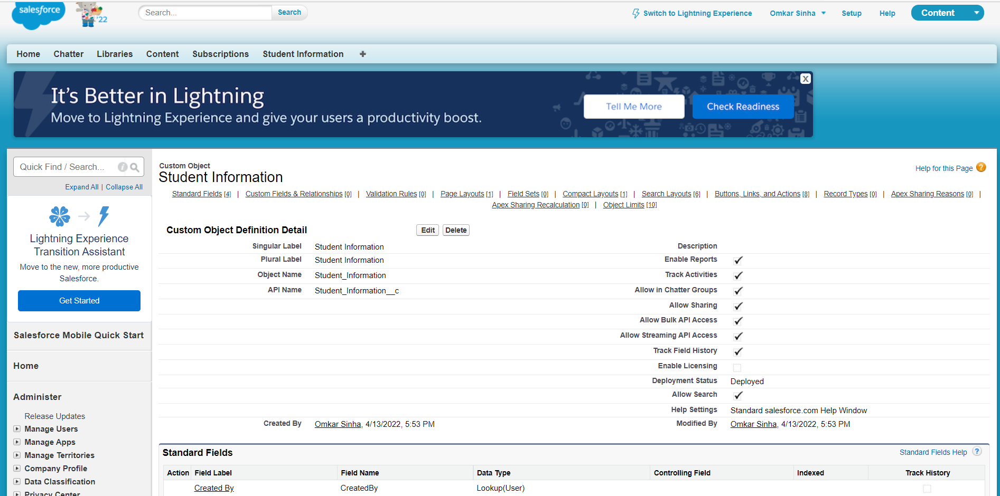 salesforce
'22
Search...
Search
Switch to Lightning Experience
Omkar Sinha
Setup
Help
Content
Home
Chatter
Libraries
Content
Subscriptions
Student Information
It's Better in Lightning
Move to Lightning Experience and give your users a productivity boost.
Tell Me More
Check Readiness
X
Quick Find / Search...
Expand All | Collapse All
Lightning Experience
Transition Assistant
Move to the new, more productive
Salesforce.
Get Started
Salesforce Mobile Quick Start
Home
Administer
Release Updates
Manage Users
Manage Apps
Manage Territories
Company Profile
Data Classification
Privacy Center
Custom Object
Student Information
Help for this Page ?
Standard Fields [4] | Custom Fields & Relationships [0] | Validation Rules [0] | Page Layouts [1] | Field Sets [0] | Compact Layouts [1] | Search Layouts [6] | Buttons, Links, and Actions [8] | Record Types [0] | Apex Sharing Reasons [0] |
Apex Sharing Recalculation [0] | Object Limits [10]
Custom Object Definition Detail
Edit
Delete
Singular Label Student Information Description
Plural Label Student Information Enable Reports
Object Name Student_Information Track Activities
API Name Student_Information__c Allow in Chatter Groups
Allow Sharing
Allow Bulk API Access
Allow Streaming API Access
Track Field History
Enable Licensing
Deployment Status Deployed
Allow Search
Help Settings Standard salesforce.com Help Window
Created By Omkar Sinha, 4/13/2022, 5:53 PM Modified By Omkar Sinha, 4/13/2022, 5:53 PM
Standard Fields
Standard Fields Help ?
Action Field Label Field Name Data Type Controlling Field Indexed Track History
Created By CreatedBy Lookup(User)